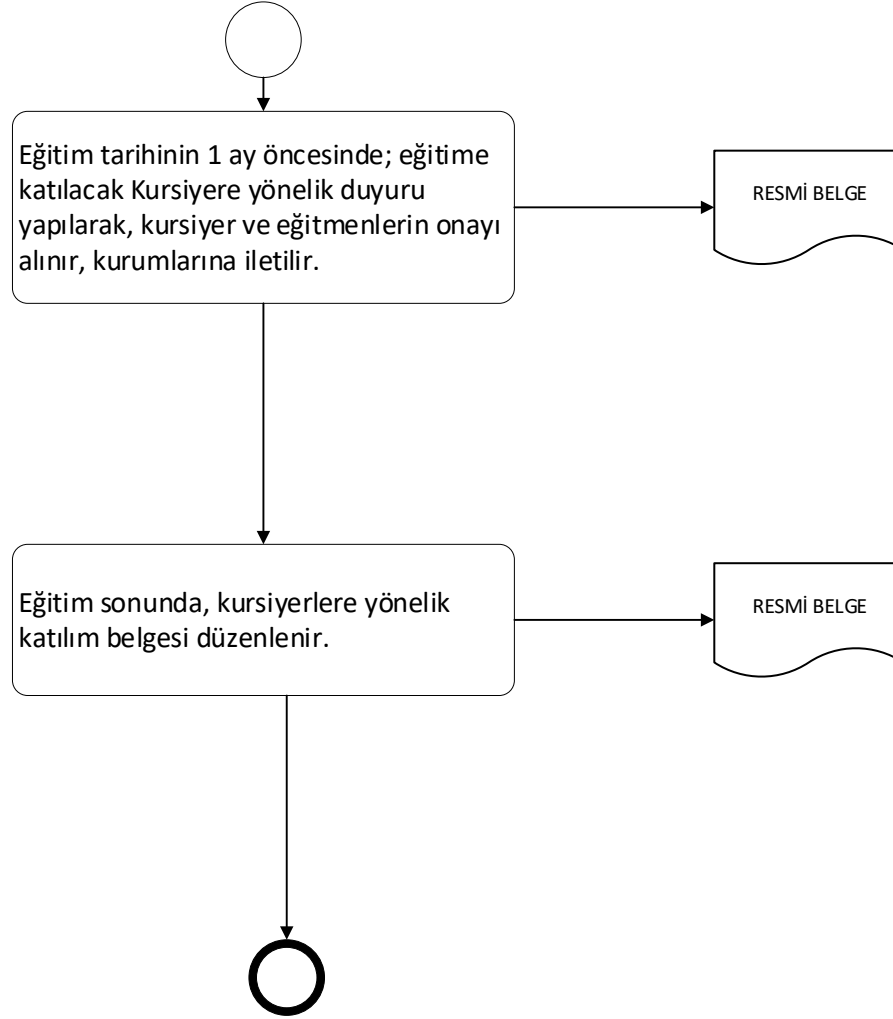 Eğitim tarihinin 1 ay öncesinde; eğitime
katılacak Kursiyere yönelik duyuru
yapılarak, kursiyer ve eğitmenlerin onayı
alınır, kurumlarına iletilir.
RESMİ BELGE
Eğitim sonunda, kursiyerlere yönelik
katılım belgesi düzenlenir.
RESMİ BELGE